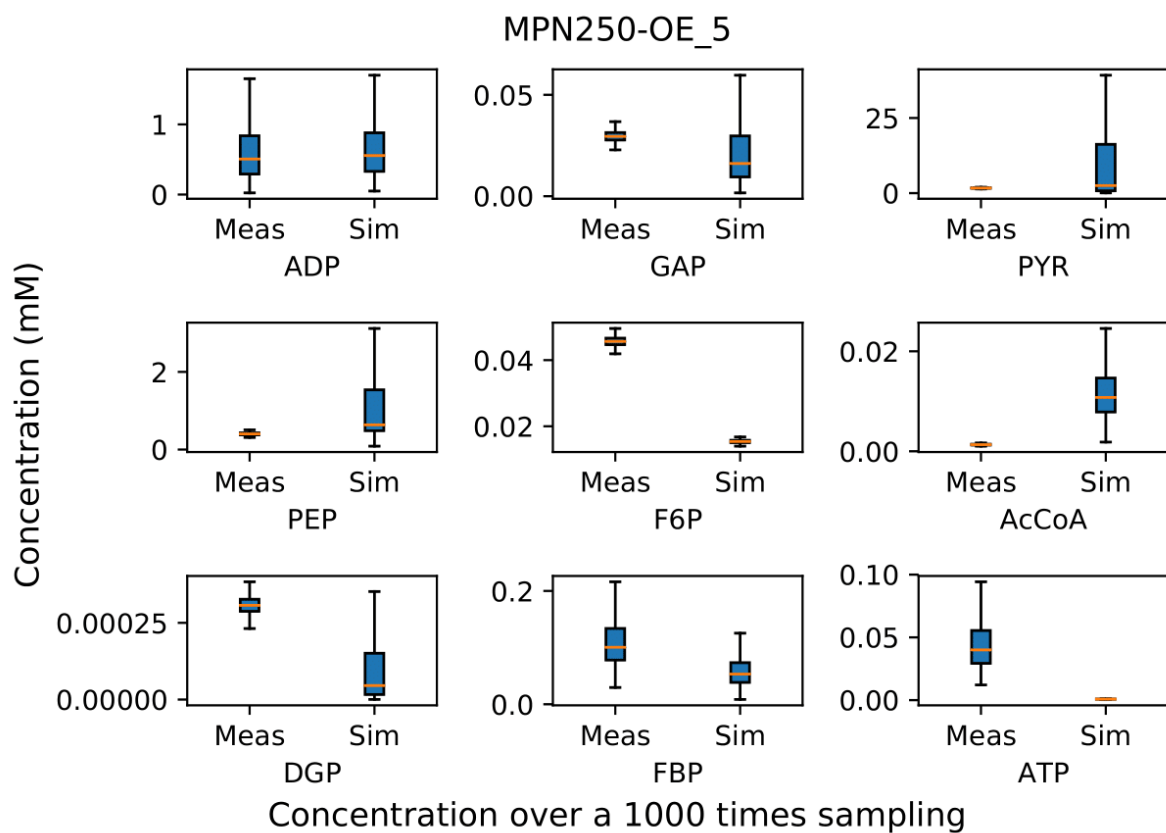 MPN250-OE_5
Concentration (mM)
1
0
Meas Sim
ADP
0.05
0.00
Meas Sim
GAP
25
0
Meas Sim
PYR
2
0
Meas Sim
PEP
0.04
0.02
Meas Sim
F6P
0.02
0.00
Meas Sim
AcCoA
0.00025
0.00000
Meas Sim
DGP
0.2
0.0
Meas Sim
FBP
0.10
0.05
0.00
Meas Sim
ATP
Concentration over a 1000 times sampling